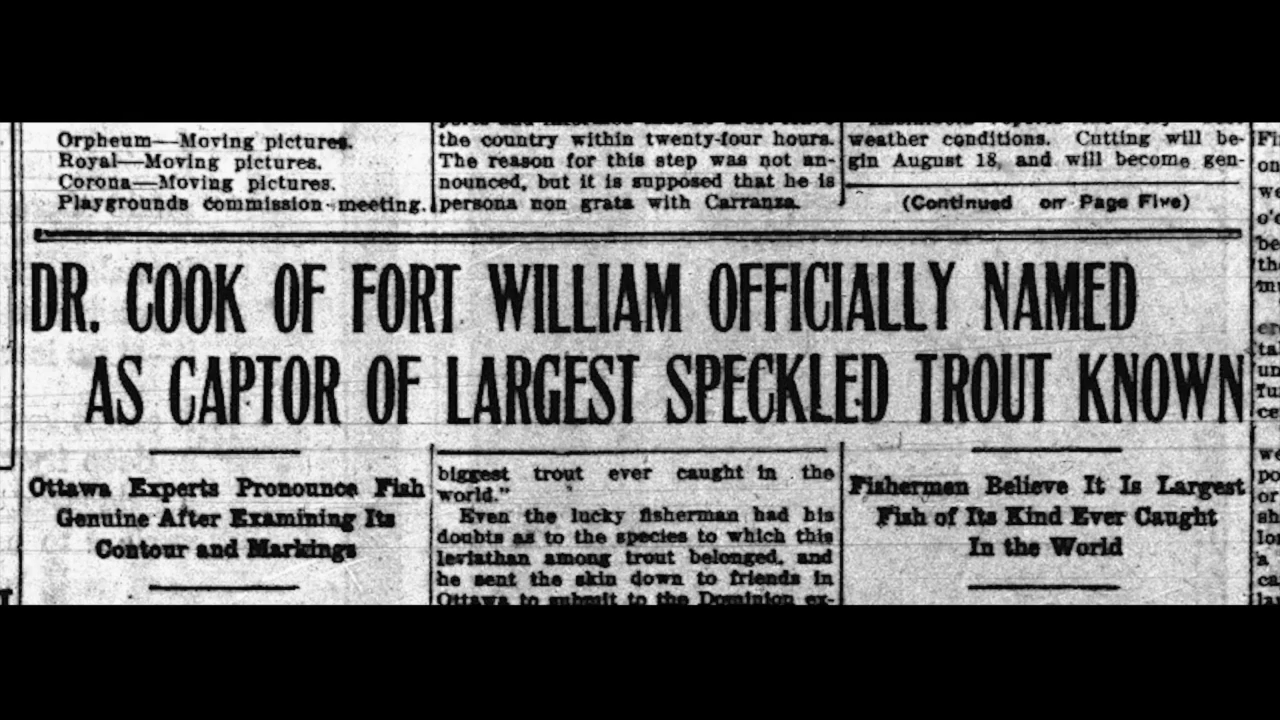 Orpheum—Moving pictures.
Royal—Moving pictures.
Corona—Moving pictures.
Playgrounds commission meeting.
the country within twenty-four hours.
The reason for this step was not an-
nounced, but it is supposed that he is
persona non grata with Carranza.
weather conditions. Cutting will be-
gin August 18, and will become gen-
(Continued on Page Five)
DR. COOK OF FORT WILLIAM OFFICIALLY NAMED
AS CAPTOR OF LARGEST SPECKLED TROUT KNOWN
Ottawa Experts Pronounce Fish
Genuine After Examining Its
Contour and Markings
biggest trout ever caught in the
world."
Even the lucky fisherman had his
doubts as to the species to which this
leviathan among trout belonged, and
he sent the skin down to friends in
Ottawa to submit to the Dominion ex-
Fishermen Believe It Is Largest
Fish of Its Kind Ever Caught
In the World